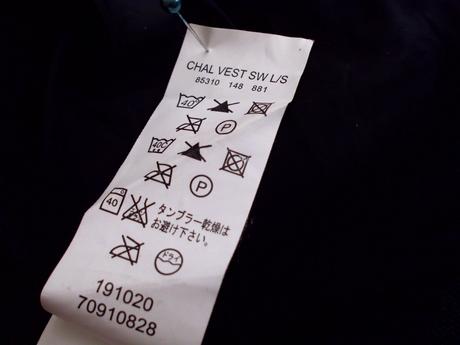 CHAL VEST SW L/S
85310 148 881
40
P
40C
P
40 タンブラー乾燥は
お避け下さい。
ドライ
191020
70910828